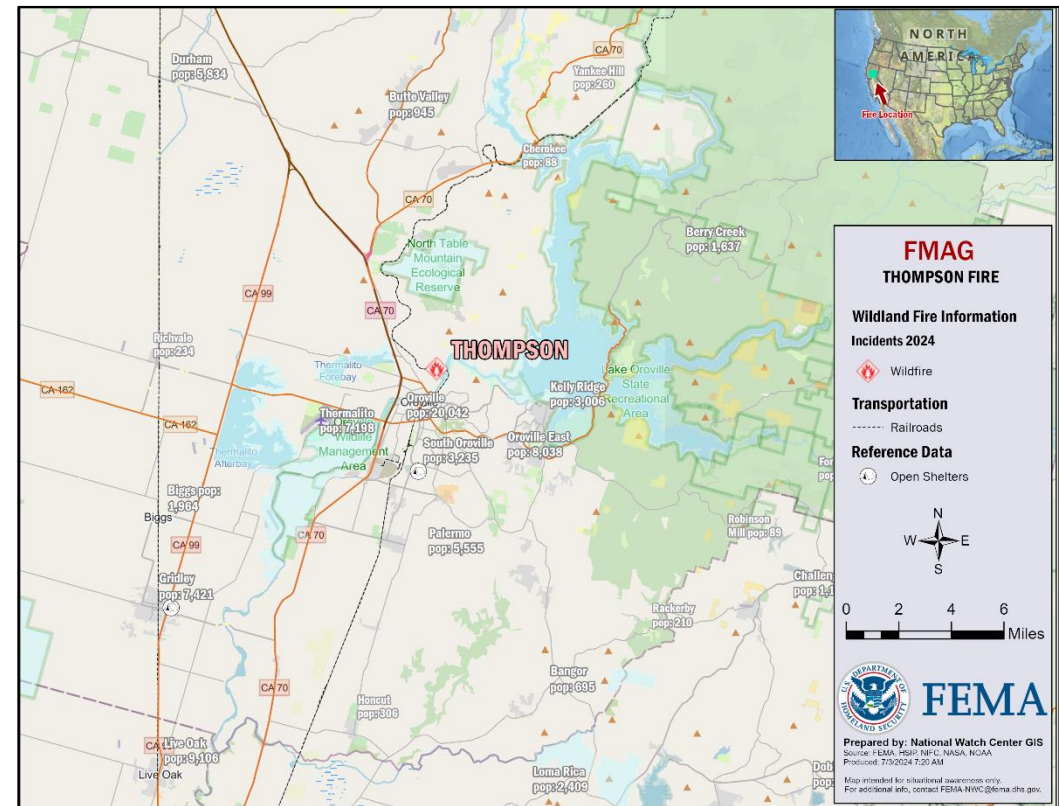 Durham
pop: 5,834
CA 70
Yankee Hill
pop: 260
Butte Valley
pop: 945
Cherokee
pop: 88
CA 70
Berry Creek
pop: 1,637
North Table
Mountain
Ecological
Reserve
CA 99
CA 70
Richvale
pop: 234
THOMPSON
Thermalito
Forebay
Lake Oroville
State
Recreational
Area
Kelly Ridge
pop: 3,006
CA 162
Oroville
pop: 20,042
Thermalito
pop: 7,198
CA 162
Wildlife
Management
Area
South Oroville
pop: 3,235
Oroville East
pop: 8,038
Thermalito
Afterbay
Biggs pop:
1,964
Biggs
CA 70
Palermo
pop: 5,555
Robinson
Mill pop: 89
CA 99
Gridley
pop: 7,421
Rackerby
pop: 210
Bangor
pop: 695
CA 70
Honcut
pop: 306
Live Oak
pop: 9,106
Live Oak
Loma Rica
pop: 2,409
NORTH
AMERICA
Fire Location
FMAG
THOMPSON FIRE
Wildland Fire Information
Incidents 2024
Wildfire
Transportation
Railroads
Reference Data
Open Shelters
N
W E
S
0 2 4 6
Miles
U.S. DEPARTMENT OF
HOMELAND SECURITY
FEMA
Prepared by: National Watch Center GIS
Source: FEMA, HSIP, NIFC, NASA, NOAA
Produced: 7/3/2024 7:20 AM
Map intended for situational awareness only.
For additional info, contact FEMA-NWC@fema.dhs.gov.